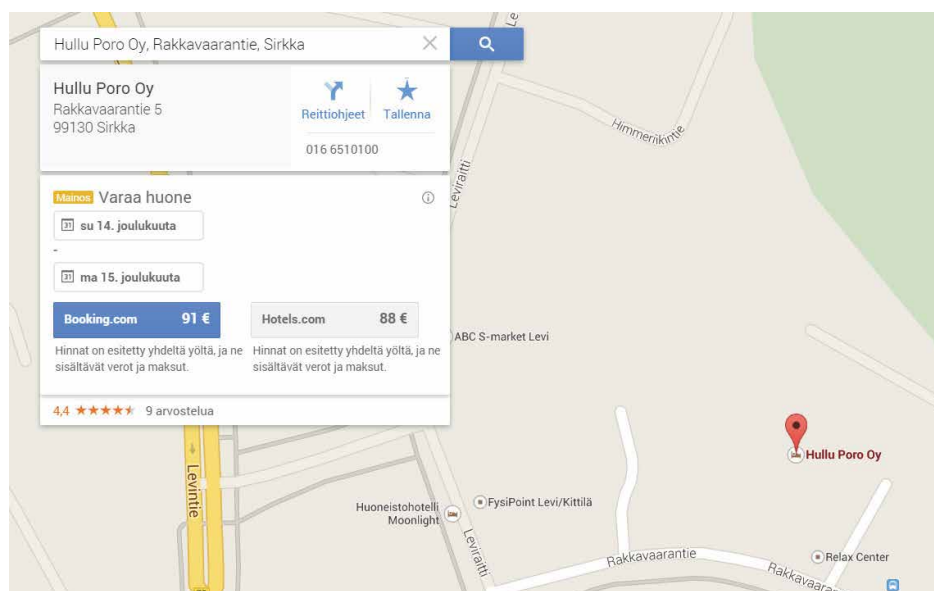 Hullu Poro Oy, Rakkavaarantie, Sirkka
Hullu Poro Oy
Rakkavaarantie 5
99130 Sirkka
Reittiohjeet
Tallenna
016 6510100
Mainos Varaa huone
31 su 14. joulukuuta
-
31 ma 15. joulukuuta
Booking.com 91 €
Hotels.com 88 €
Hinnat on esitetty yhdeltä yöltä, ja ne
sisältävät verot ja maksut.
Hinnat on esitetty yhdeltä yöltä, ja ne
sisältävät verot ja maksut.
4,4 9 arvostelua
Himmerikintie
Leviraitti
ABC S-market Levi
Hullu Poro Oy
Levintie
Huoneistohotelli
Moonlight
FysiPoint Levi/Kittilä
Leviraitti
Rakkavaarantie
Relax Center